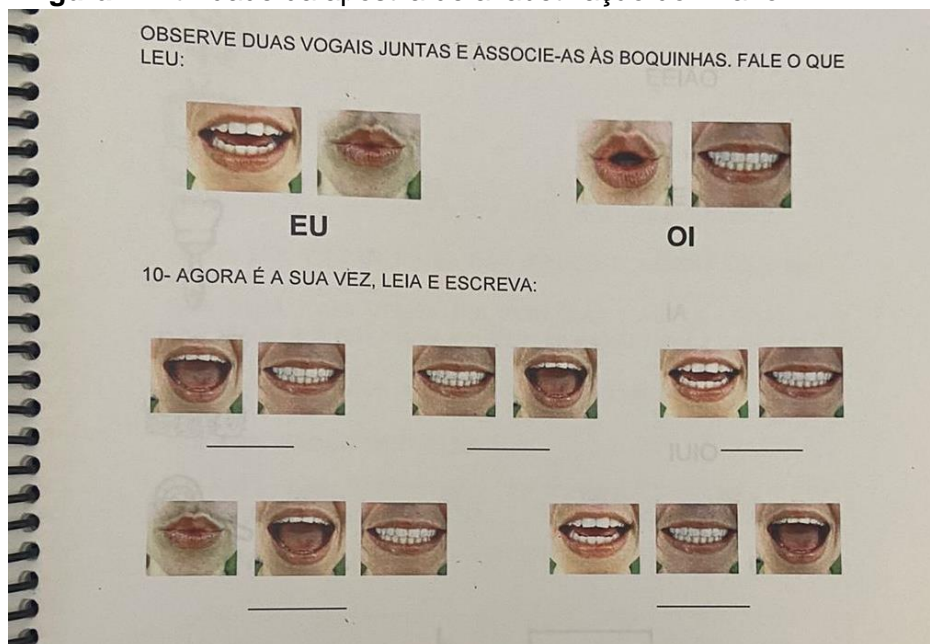 OBSERVE DUAS VOGAIS JUNTAS E ASSOCIE-AS ÀS BOQUINHAS. FALE O QUE
LEU:
EU
OI
10- AGORA É A SUA VEZ, LEIA E ESCREVA: